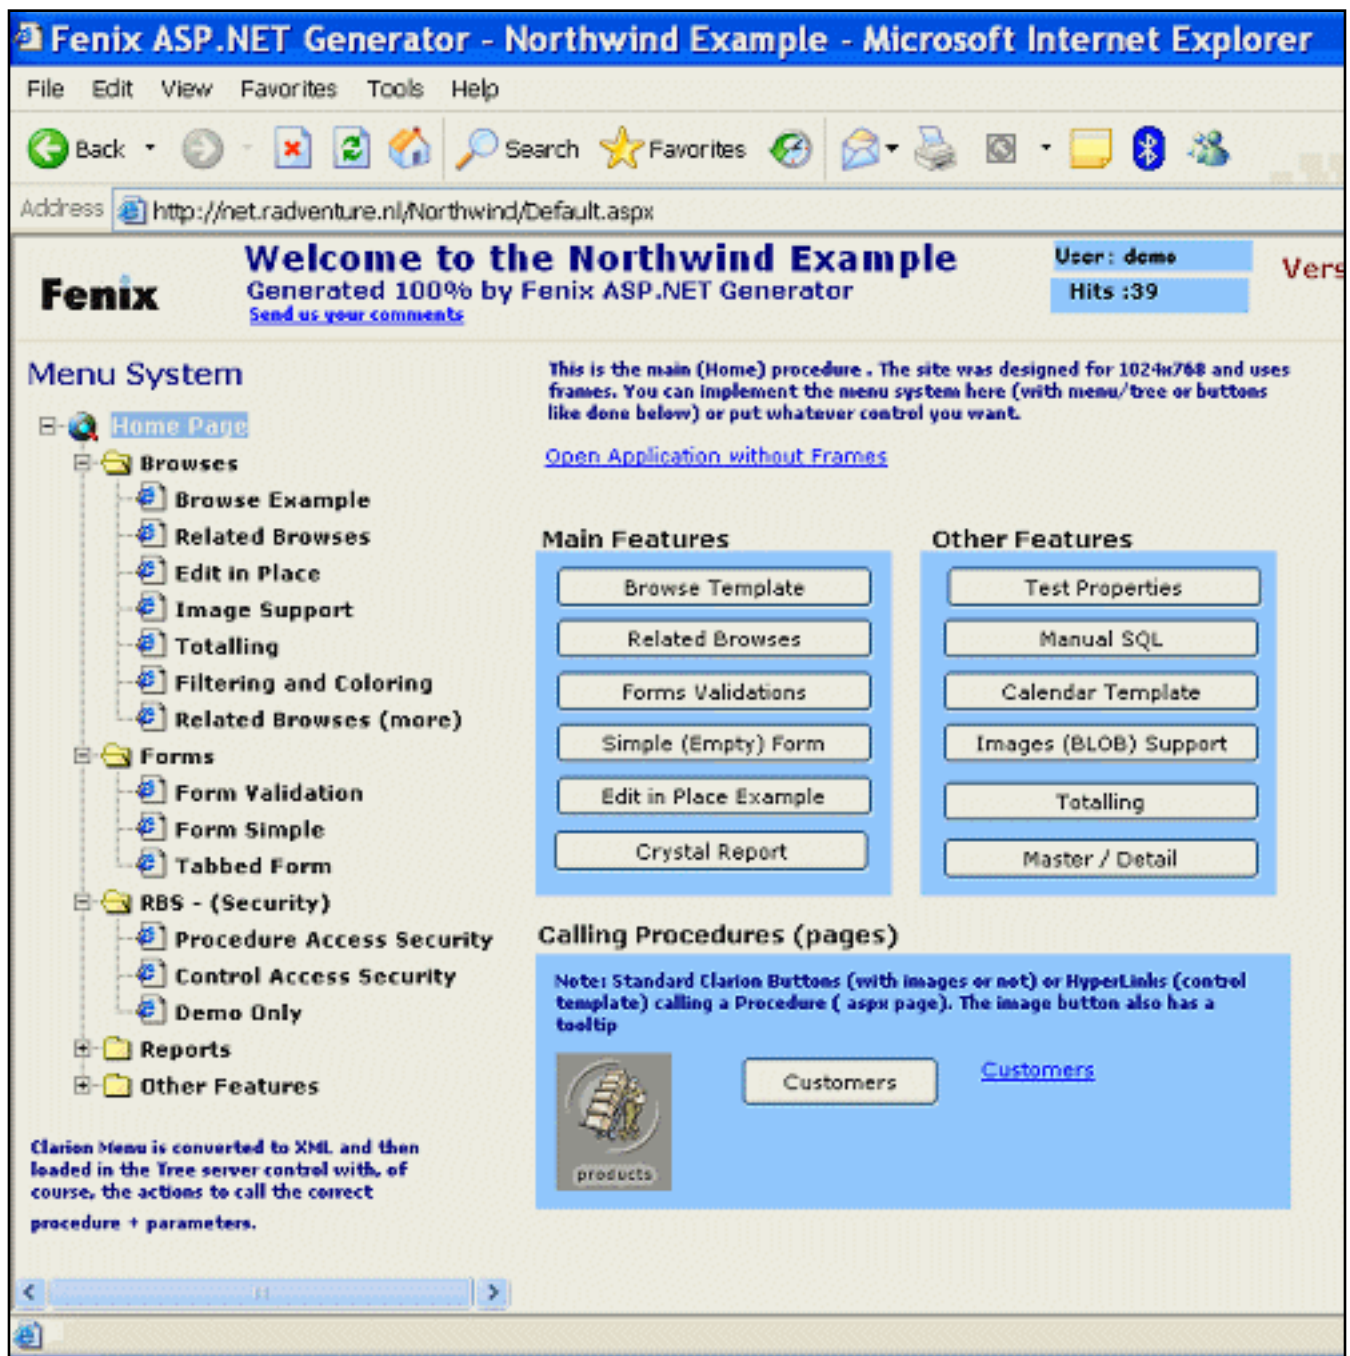 Fenix ASP.NET Generator - Northwind Example - Microsoft Internet Explorer
File Edit View Favorites Tools Help
Back Search Favorites
Address http://net.radventure.nl/Northwind/Default.aspx
Fenix
Welcome to the Northwind Example
Generated 100% by Fenix ASP.NET Generator
Send us your comments
User: demo
Hits :39
Vers
Menu System
Home Page
Browses
Browse Example
Related Browses
Edit in Place
Image Support
Totalling
Filtering and Coloring
Related Browses (more)
Forms
Form Validation
Form Simple
Tabbed Form
RBS - (Security)
Procedure Access Security
Control Access Security
Demo Only
Reports
Other Features
Clarion Menu is converted to XML and then
loaded in the Tree server control with, of
course, the actions to call the correct
procedure + parameters.
This is the main (Home) procedure . The site was designed for 1024x768 and uses
frames. You can implement the menu system here (with menu/tree or buttons
like done below) or put whatever control you want.
Open Application without Frames
Main Features
Browse Template
Related Browses
Forms Validations
Simple (Empty) Form
Edit in Place Example
Crystal Report
Other Features
Test Properties
Manual SQL
Calendar Template
Images (BLOB) Support
Totalling
Master / Detail
Calling Procedures (pages)
Note: Standard Clarion Buttons (with images or not) or HyperLinks (control
template) calling a Procedure ( aspx page). The image button also has a
tooltip
products
Customers
Customers